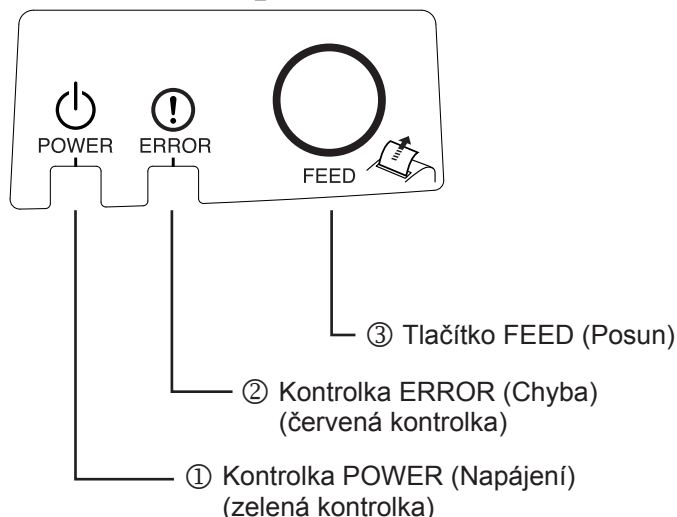 POWER ERROR
FEED
③ Tlačítko FEED (Posun)
② Kontrolka ERROR (Chyba)
(červená kontrolka)
① Kontrolka POWER (Napájení)
(zelená kontrolka)